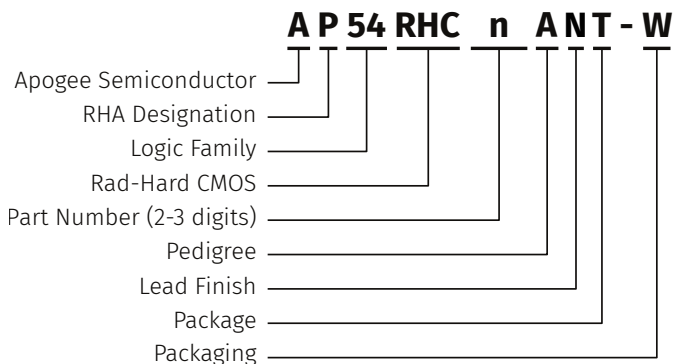 A P 54 RHC n A N T - W
Apogee Semiconductor
RHA Designation
Logic Family
Rad-Hard CMOS
Part Number (2-3 digits)
Pedigree
Lead Finish
Package
Packaging